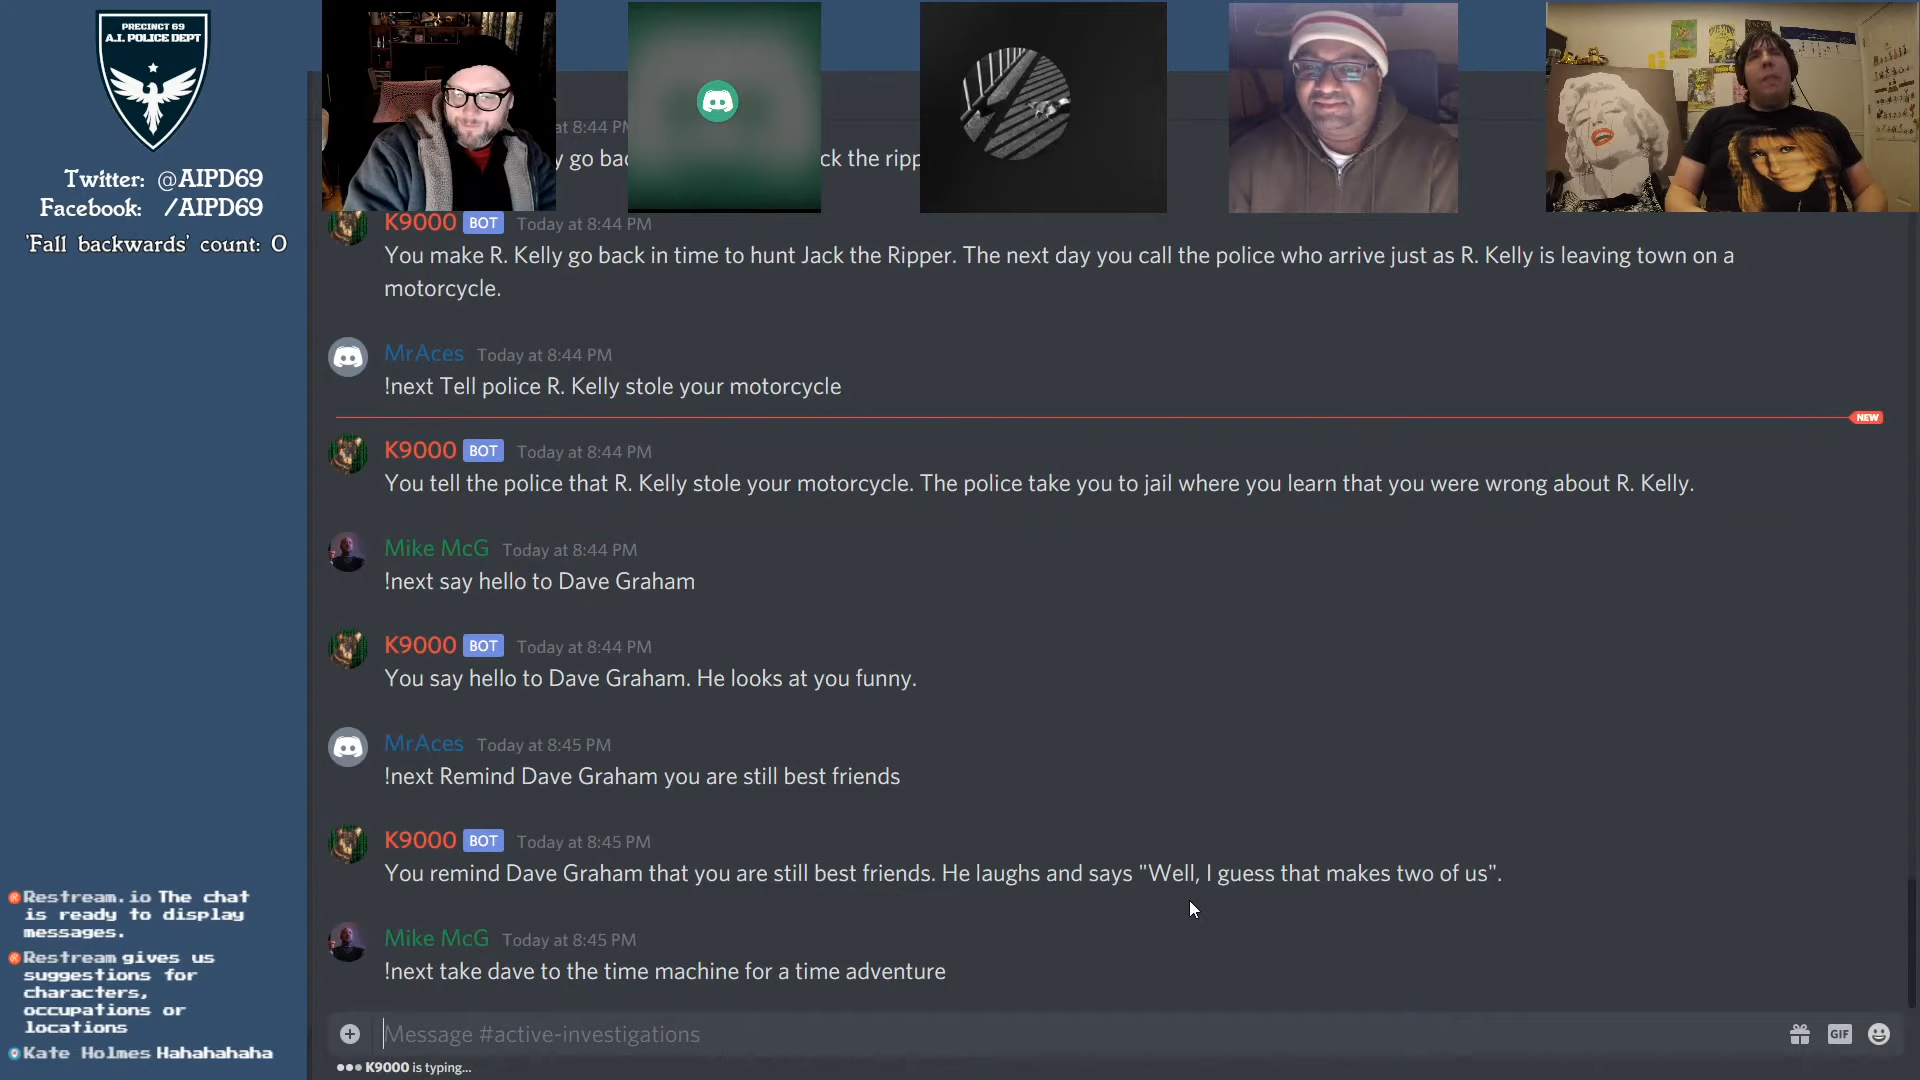 PRECINCT 69
A.I. POLICE DEPT
Twitter: @AIPD69
Facebook: /AIPD69
'Fall backwards' count: 0
at 8:44 PM
go
ck the ripp
K9000 BOT Today at 8:44 PM
You make R. Kelly go back in time to hunt Jack the Ripper. The next day you call the police who arrive just as R. Kelly is leaving town on a
motorcycle.
MrAces Today at 8:44 PM
!next Tell police R. Kelly stole your motorcycle
NEW
K9000 BOT Today at 8:44 PM
You tell the police that R. Kelly stole your motorcycle. The police take you to jail where you learn that you were wrong about R. Kelly.
Mike McG Today at 8:44 PM
!next say hello to Dave Graham
K9000 BOT Today at 8:44 PM
You say hello to Dave Graham. He looks at you funny.
MrAces Today at 8:45 PM
!next Remind Dave Graham you are still best friends
K9000 BOT Today at 8:45 PM
You remind Dave Graham that you are still best friends. He laughs and says "Well, I guess that makes two of us".
Mike McG Today at 8:45 PM
!next take dave to the time machine for a time adventure
Message #active-investigations
GIF
K9000 is typing...
Restream.io The chat
is ready to display
messages.
Restream gives us
suggestions for
characters,
occupations or
locations
Kate Holmes Hahahahaha